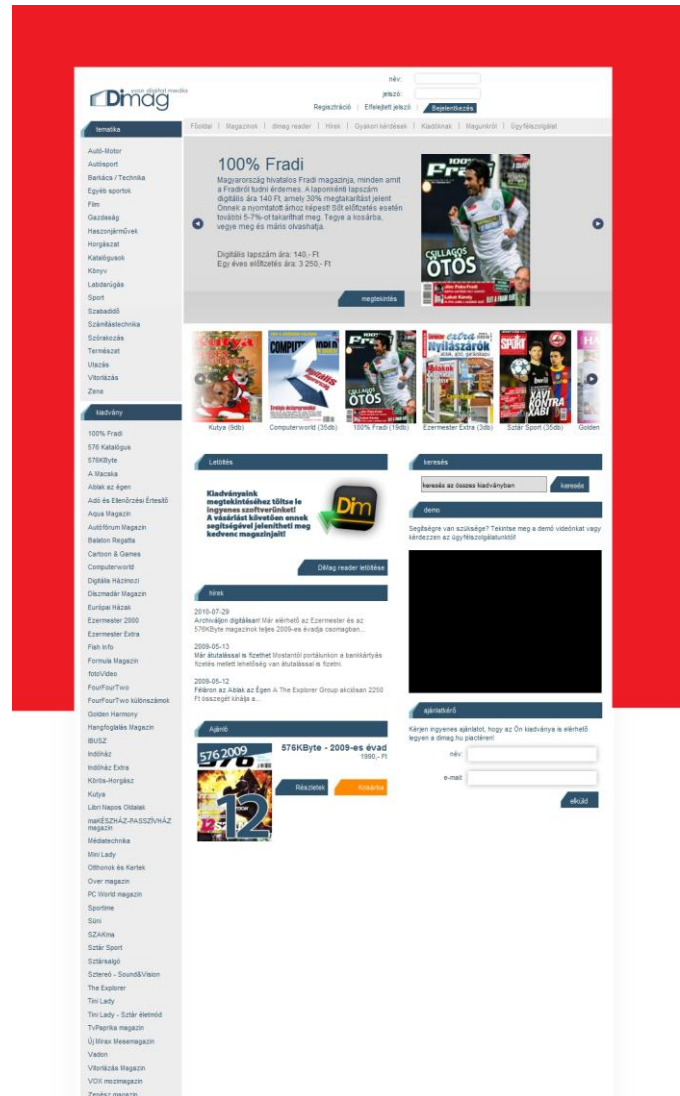 your digital media
Dimag
név:
jelszó:
Regisztráció | Elfelejtett jelszó | Bejelentkezés
tematika
Főoldal | Magazinok | dimag reader | Hírek | Gyakori kérdések | Kiadóknak | Magunkról | Ügyfélszolgálat
Autó-Motor
Autósport
Barkács / Technika
Egyéb sportok
Film
Gazdaság
Haszonjárművek
Horgászat
Katalógusok
Könyv
Labdarúgás
Sport
Szabadidő
Számítástechnika
Szórakozás
Természet
Utazás
Vitorlázás
Zene
100% Fradi
Magyarország hivatalos Fradi magazinja, minden amit
a Fradiról tudni érdemes. A laponkénti lapszám
digitális ára 140 Ft, amely 30% megtakarítást jelent
Önnek a nyomtatott árhoz képest! Sőt előfizetés esetén
további 5-7%-ot takaríthat meg. Tegye a kosárba,
vegye meg és máris olvashatja.
Digitális lapszám ára: 140,- Ft
Egy éves előfizetés ára: 3 250,- Ft
megtekintés
100%
Fradi
CSILLAGOS
ÖTÖS
Kutya (9db)
Computerworld (35db)
100% Fradi (19db)
Ezermester Extra (3db)
Sztár Sport (35db)
Golden
kiadvány
100% Fradi
576 Katalógus
576KByte
A Macska
Ablak az égen
Adó és Ellenőrzési Értesítő
Aqua Magazin
Autófórum Magazin
Balaton Regatta
Cartoon & Games
Computerworld
Digitális Házimozi
Díszmadár Magazin
Európai Házak
Ezermester 2000
Ezermester Extra
Fish Info
Formula Magazin
fotoVideo
FourFourTwo
FourFourTwo különszámok
Golden Harmony
Hangfoglalás Magazin
IBUSZ
Indóház
Indóház Extra
Körös-Horgász
Kutya
Libri Napos Oldalak
maKÉSZHÁZ-PASSZÍVHÁZ
magazin
Médiatechnika
Mini Lady
Otthonok és Kertek
Over magazin
PC World magazin
Sportime
Süni
SZAKma
Sztár Sport
Sztársalgó
Sztereó - Sound&Vision
The Explorer
Tini Lady
Tini Lady - Sztár életmód
TvPaprika magazin
Új Mirax Mesemagazin
Vadon
Vitorlázás Magazin
VOX mozimagazin
Zenész magazin
Letöltés
Kiadványaink
megtekintéséhez töltse le
ingyenes szoftverünket!
A vásárlást követően ennek
segítségével jelenítheti meg
kedvenc magazinjait!
Dim
DiMag reader letöltése
hírek
2010-07-29
Archiváljon digitálisan! Már elérhető az Ezermester és az
576KByte magazinok teljes 2009-es évadja csomagban...
2009-05-13
Már átutalással is fizethet Mostantól portálunkon a bankkártyás
fizetés mellett lehetőség van átutalással is fizetni.
2009-05-12
Féláron az Ablak az Égen A The Explorer Group akciósan 2250
Ft összegért kínálja a...
Ajánló
576 2009
12
576KByte - 2009-es évad
1990,- Ft
Részletek
Kosárba
keresés
keresés az összes kiadványban
keresés
demo
Segítségre van szüksége? Tekintse meg a demó videónkat vagy
kérdezzen az ügyfélszolgálatunktól!
ajánlatkérő
Kérjen ingyenes ajánlatot, hogy az Ön kiadványa is elérhető
legyen a dimag.hu piactéren!
név:
e-mail:
elküld